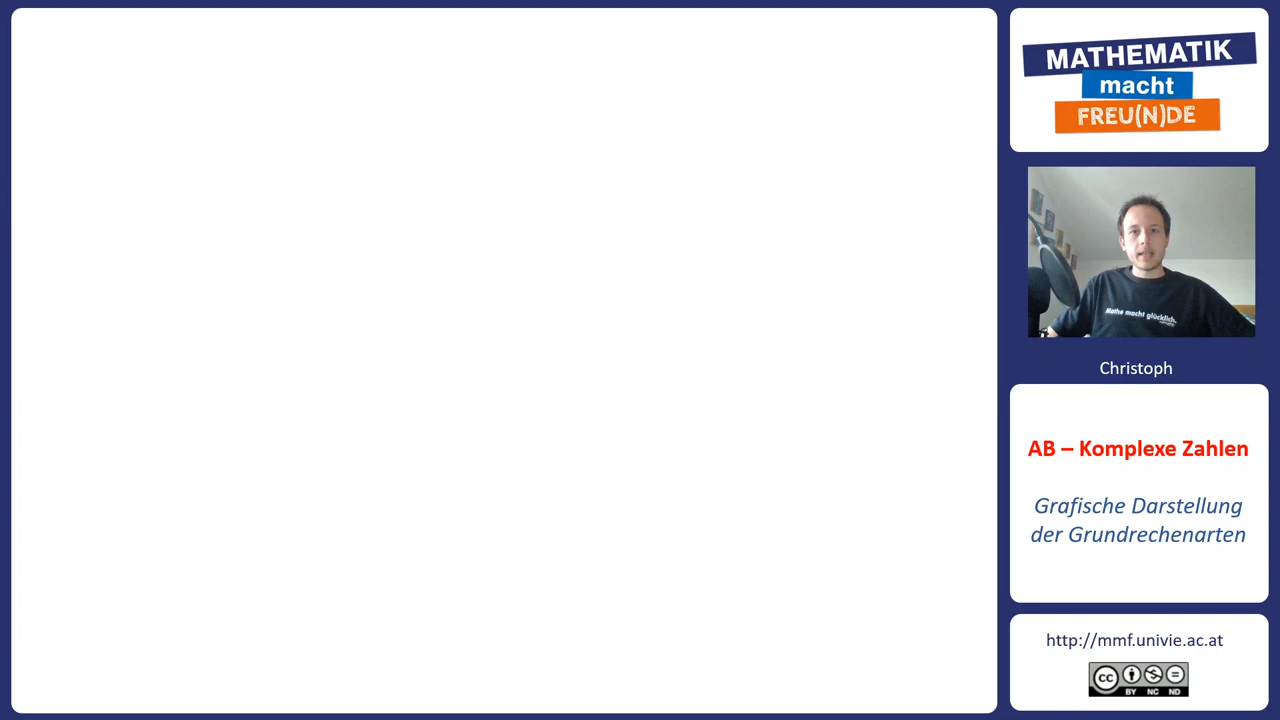 MATHEMATIK
macht
FREU(N)DE
Mathe macht glücklich.
Christoph
AB – Komplexe Zahlen
Grafische Darstellung
der Grundrechenarten
http://mmf.univie.ac.at
cc
BY NC ND